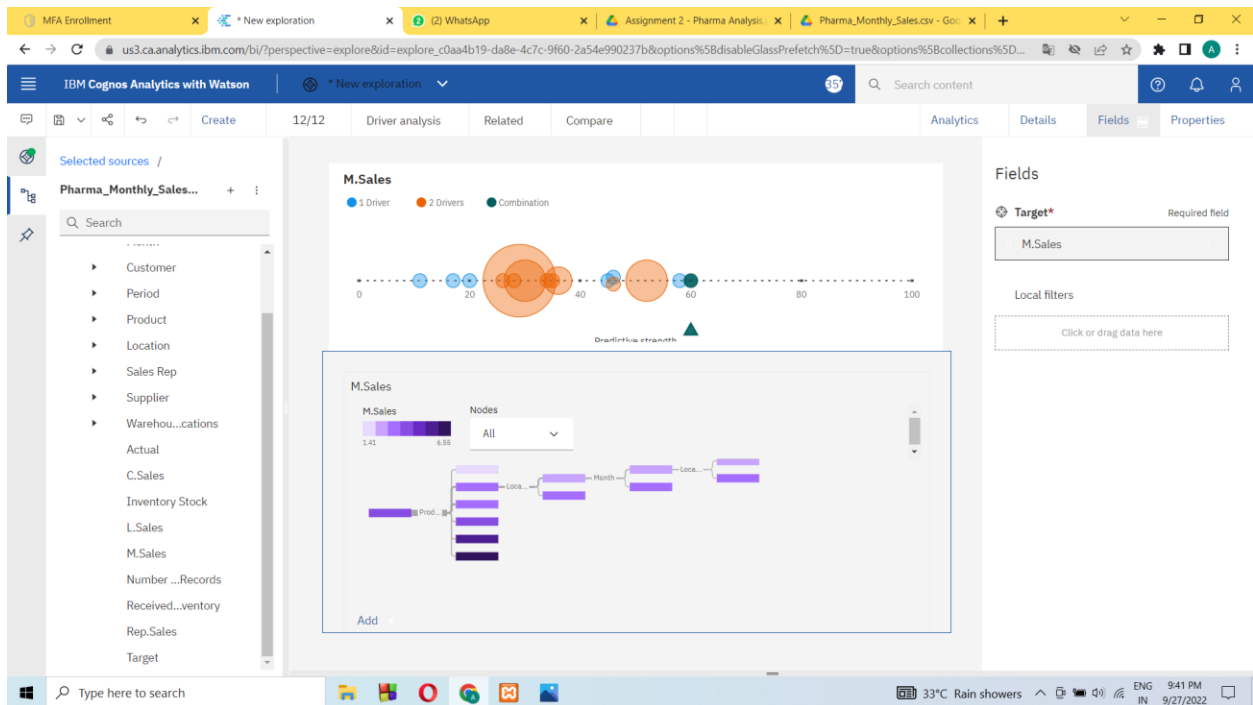 MFA Enrollment
* New exploration
(2) WhatsApp
Assignment 2 - Pharma Analysis.
Pharma_Monthly_Sales.csv - Goo
us3.ca.analytics.ibm.com/bi/?perspective=explore&id=explore_c0aa4b19-da8e-4c7c-9f60-2a54e990237b&options%5BdisableGlassPrefetch%5D=true&options%5Bcollections%5D...
IBM Cognos Analytics with Watson
* New exploration
Search content
Create
12/12
Driver analysis
Related
Compare
Analytics
Details
Fields
Properties
Selected sources /
Pharma_Monthly_Sales...
Search
Month
Customer
Period
Product
Location
Sales Rep
Supplier
Warehou...cations
Actual
C.Sales
Inventory Stock
L.Sales
M.Sales
Number ...Records
Received...ventory
Rep.Sales
Target
M.Sales
1 Driver
2 Drivers
Combination
0
20
40
60
80
100
Predictive strength
M.Sales
M.Sales
1.41
6.55
Nodes
All
Prod...
Loca...
Month
Loca...
Add
Fields
Target*
Required field
M.Sales
Local filters
Click or drag data here
Type here to search
33°C Rain showers
ENG
IN
9:41 PM
9/27/2022